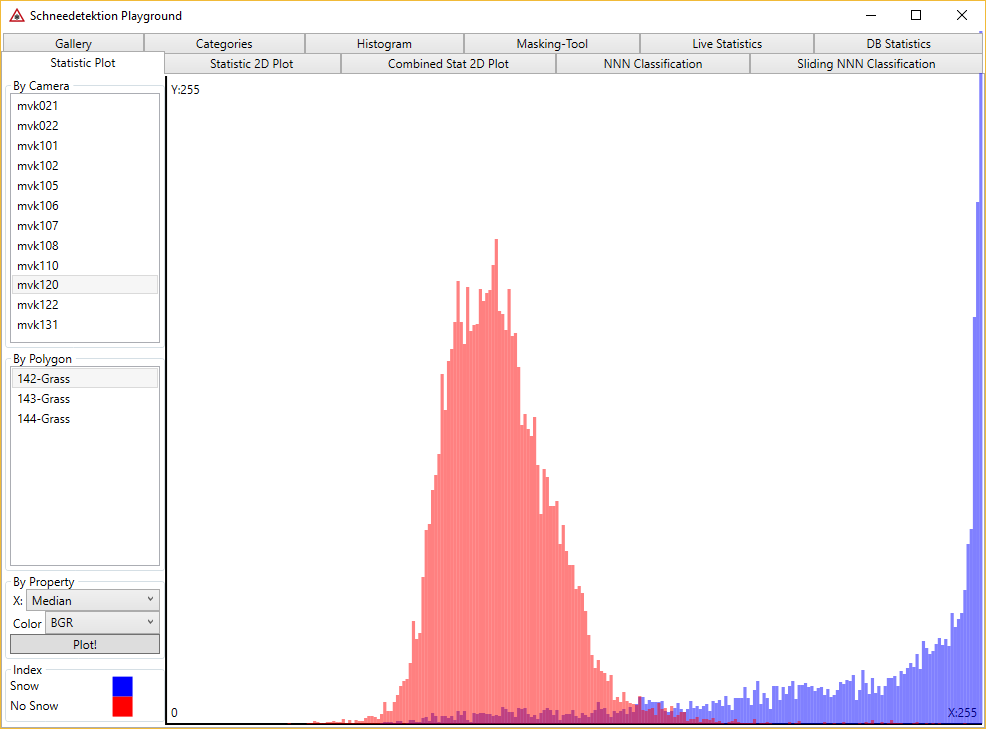 Schneedetektion Playground
Gallery Categories Histogram Masking-Tool Live Statistics DB Statistics
Statistic Plot Statistic 2D Plot Combined Stat 2D Plot NNN Classification Sliding NNN Classification
By Camera
mvk021
mvk022
mvk101
mvk102
mvk105
mvk106
mvk107
mvk108
mvk110
mvk120
mvk122
mvk131
By Polygon
142-Grass
143-Grass
144-Grass
By Property
X: Median
Color BGR
Plot!
Index
Snow
No Snow
Y:255
0
X:255